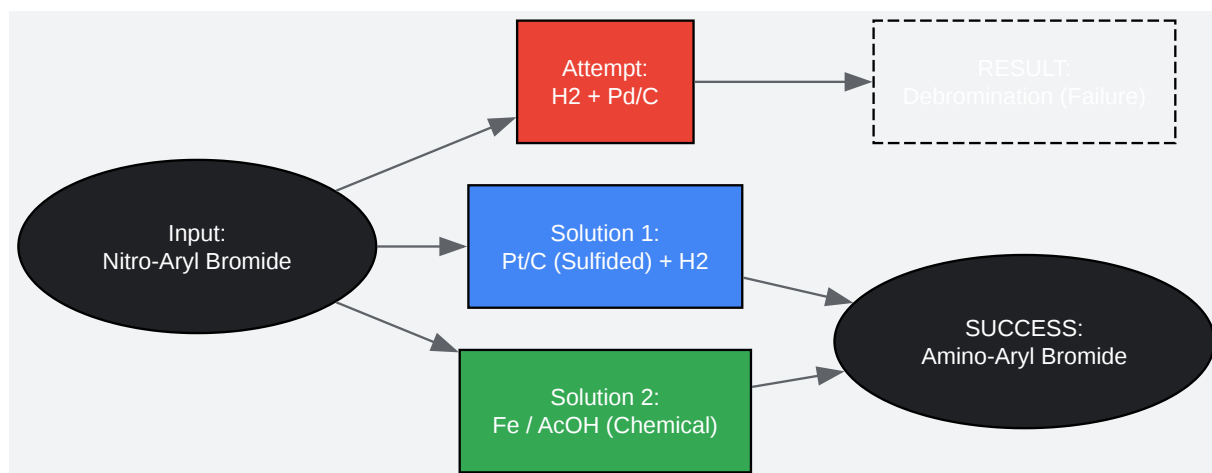 Attempt:
H2 + Pd/C
RESULT:
Debromination (Failure)
Input:
Nitro-Aryl Bromide
Solution 1:
Pt/C (Sulfided) + H2
SUCCESS:
Amino-Aryl Bromide
Solution 2:
Fe / AcOH (Chemical)